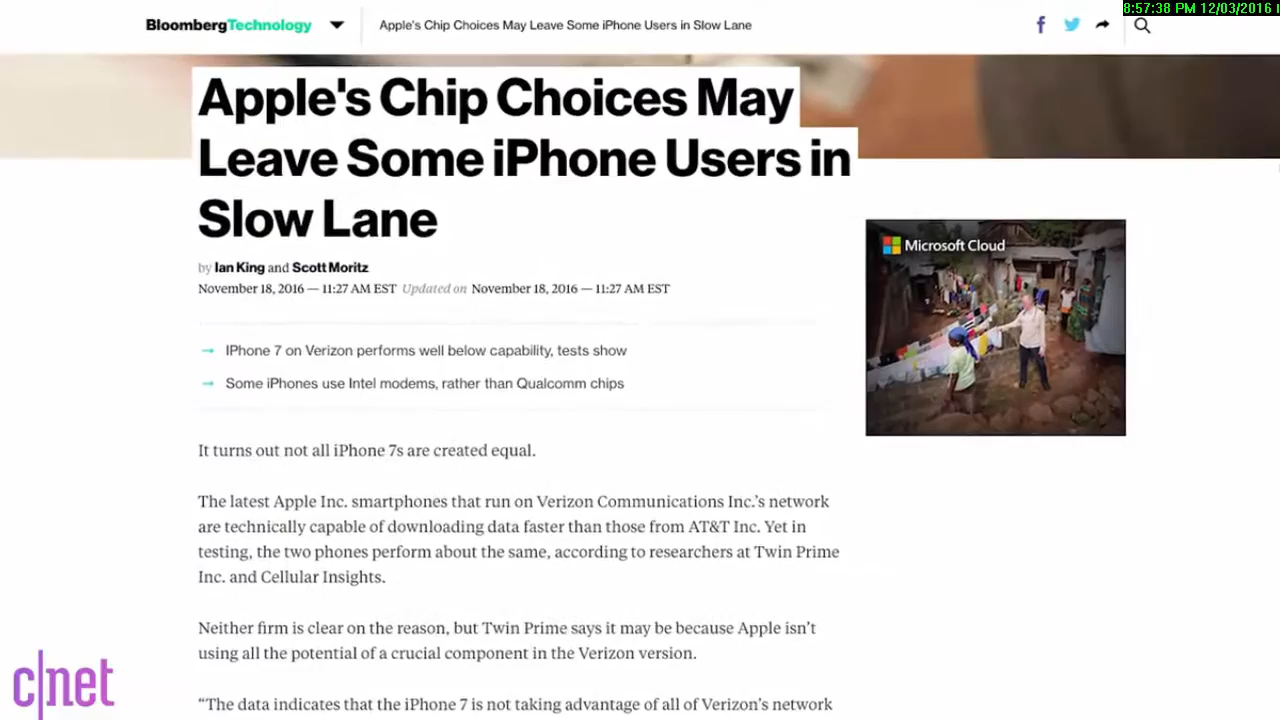 8:57:38 PM 12/03/2016
BloombergTechnology
Apple's Chip Choices May Leave Some iPhone Users in Slow Lane
Apple's Chip Choices May
Leave Some iPhone Users in
Slow Lane
by Ian King and Scott Moritz
November 18, 2016 — 11:27 AM EST Updated on November 18, 2016 — 11:27 AM EST
Microsoft Cloud
→ IPhone 7 on Verizon performs well below capability, tests show
→ Some iPhones use Intel modems, rather than Qualcomm chips
It turns out not all iPhone 7s are created equal.
The latest Apple Inc. smartphones that run on Verizon Communications Inc.'s network
are technically capable of downloading data faster than those from AT&T Inc. Yet in
testing, the two phones perform about the same, according to researchers at Twin Prime
Inc. and Cellular Insights.
Neither firm is clear on the reason, but Twin Prime says it may be because Apple isn't
using all the potential of a crucial component in the Verizon version.
“The data indicates that the iPhone 7 is not taking advantage of all of Verizon's network
c|net